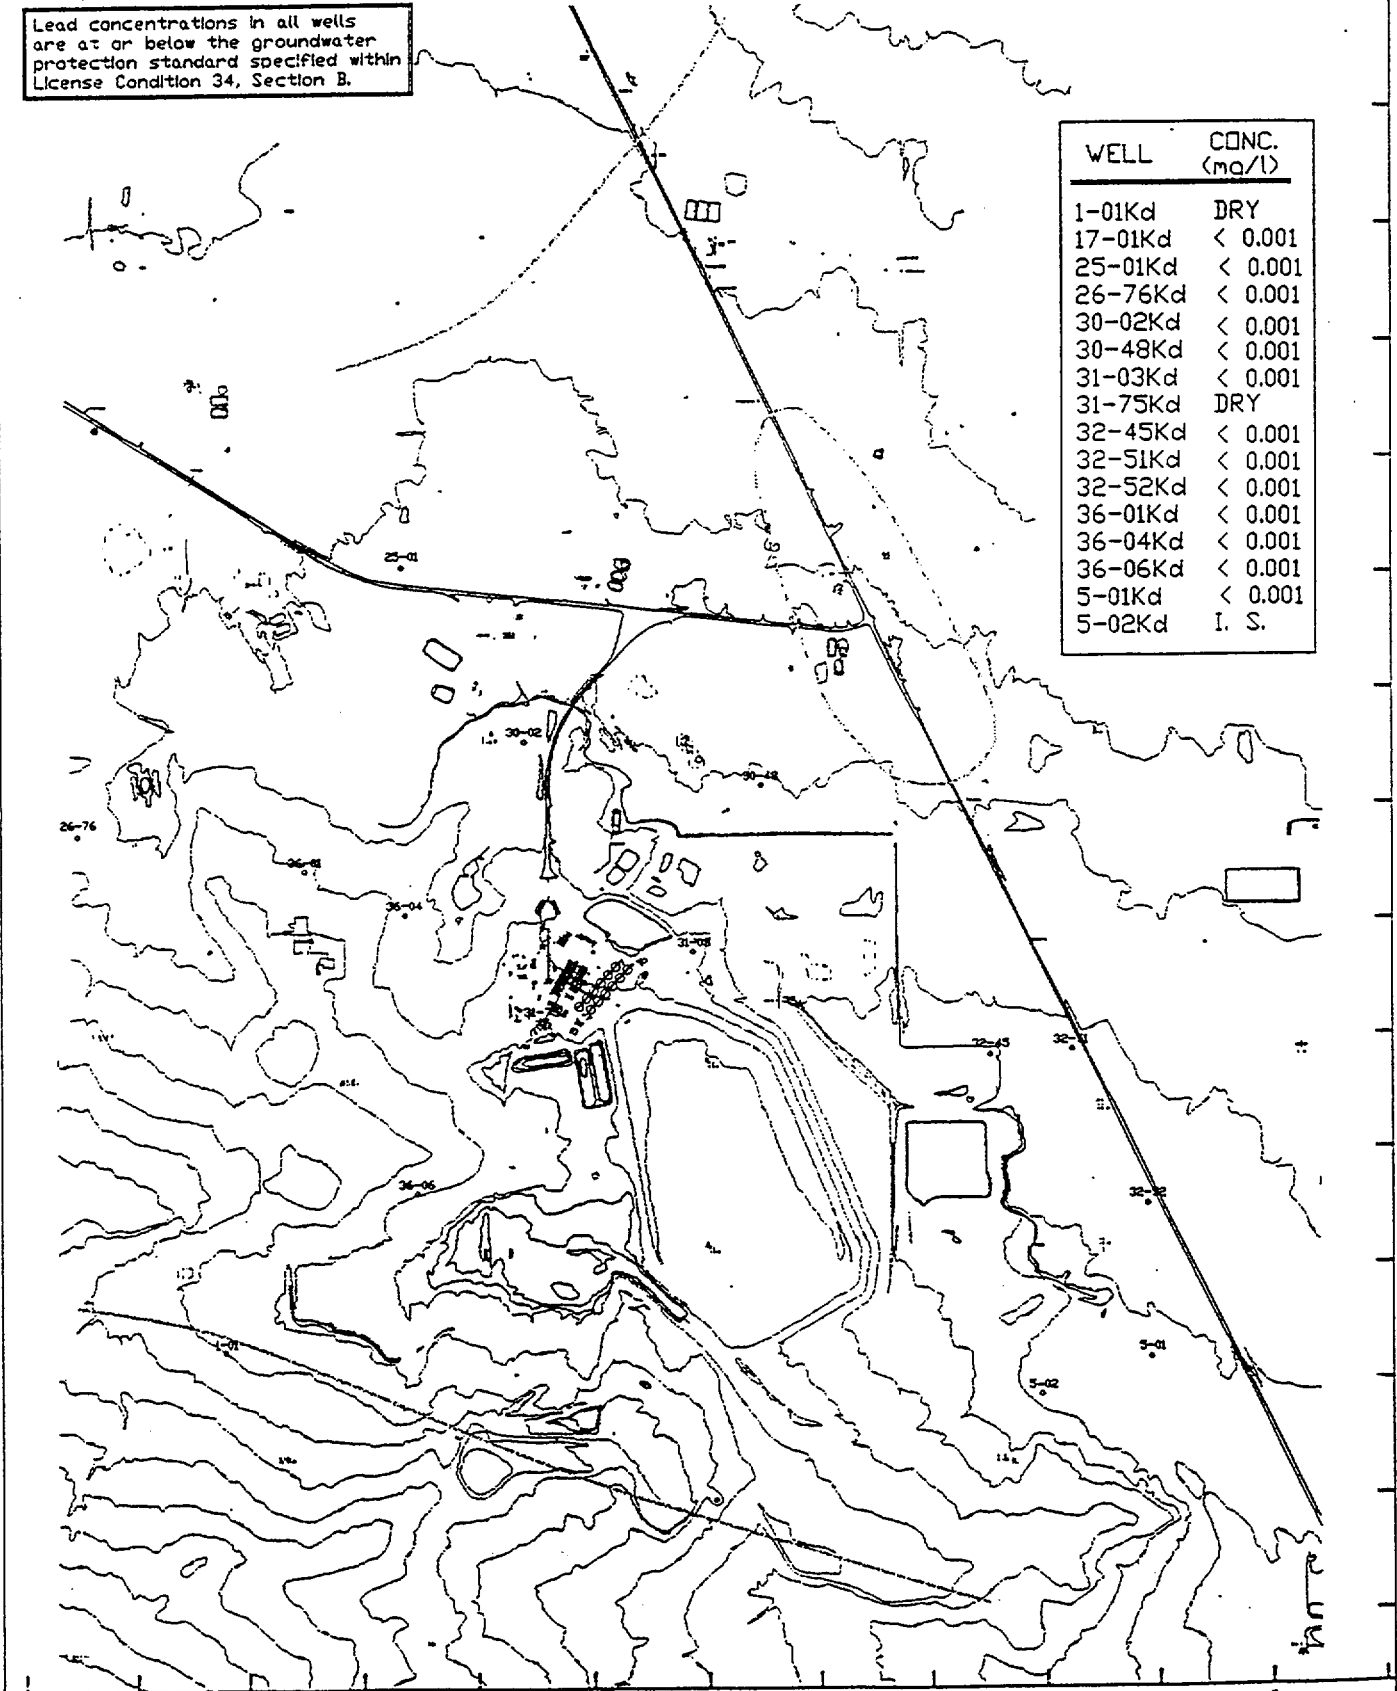 Lead concentrations in all wells
are at or below the groundwater
protection standard specified within
License Condition 34, Section B.
WELL CONC.
(mg/l)
1-01Kd DRY
17-01Kd < 0.001
25-01Kd < 0.001
26-76Kd < 0.001
30-02Kd < 0.001
30-48Kd < 0.001
31-03Kd < 0.001
31-75Kd DRY
32-45Kd < 0.001
32-51Kd < 0.001
32-52Kd < 0.001
36-01Kd < 0.001
36-04Kd < 0.001
36-06Kd < 0.001
5-01Kd < 0.001
5-02Kd I. S.
25-01
30-02
30-48
26-76
36-01
36-04
31-03
31-75
32-45
32-51
36-06
32-52
1-01
5-01
5-02